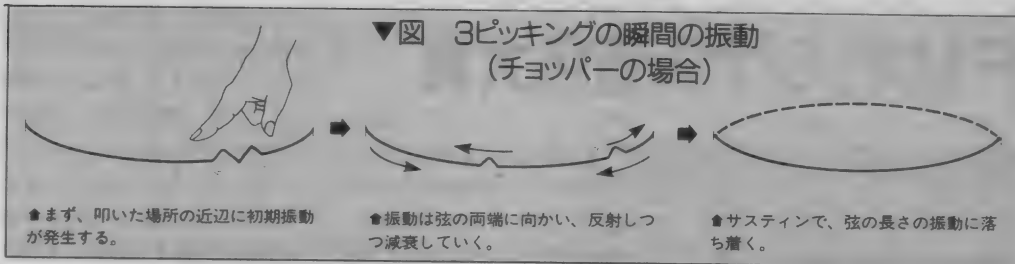 ▼図 3ピッキングの瞬間の振動
(チョッパーの場合)
まず、叩いた場所の近辺に初期振動
が発生する。
振動は弦の両端に向かい、反射しつ
つ減衰していく。
サスティンで、弦の長さの振動に落
ち着く。